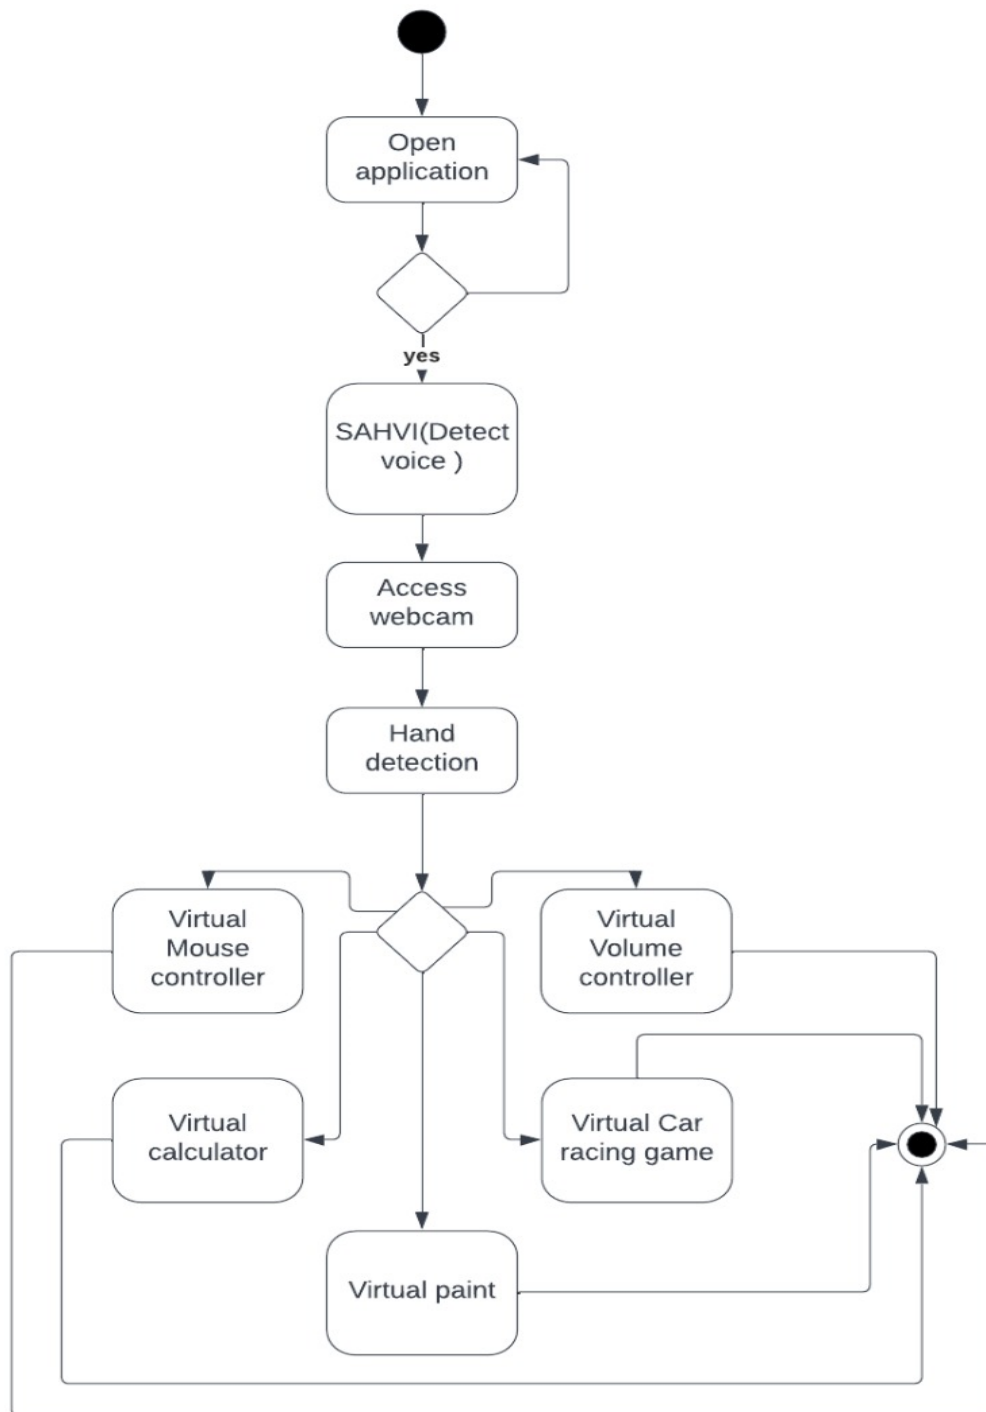 Open
application
yes
SAHVI(Detect
voice )
Access
webcam
Hand
detection
Virtual
Mouse
controller
Virtual
Volume
controller
Virtual
calculator
Virtual Car
racing game
Virtual paint